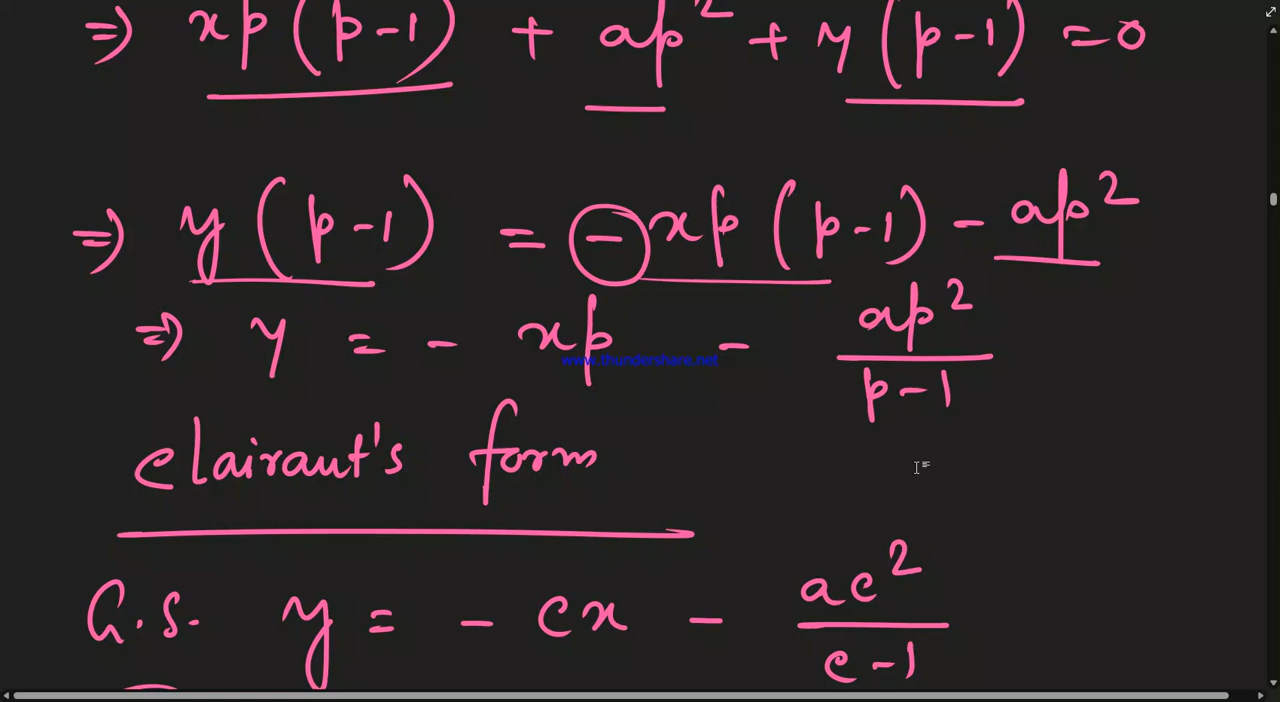 ⇒ xp(p-1) + ap² + y(p-1) = 0
⇒ y(p-1) = -xp(p-1) - ap²
⇒ y = - xp - ap²/(p-1)
www.thundershare.net
clairaut's form
G.S. y = - cx - ac²/(c-1)